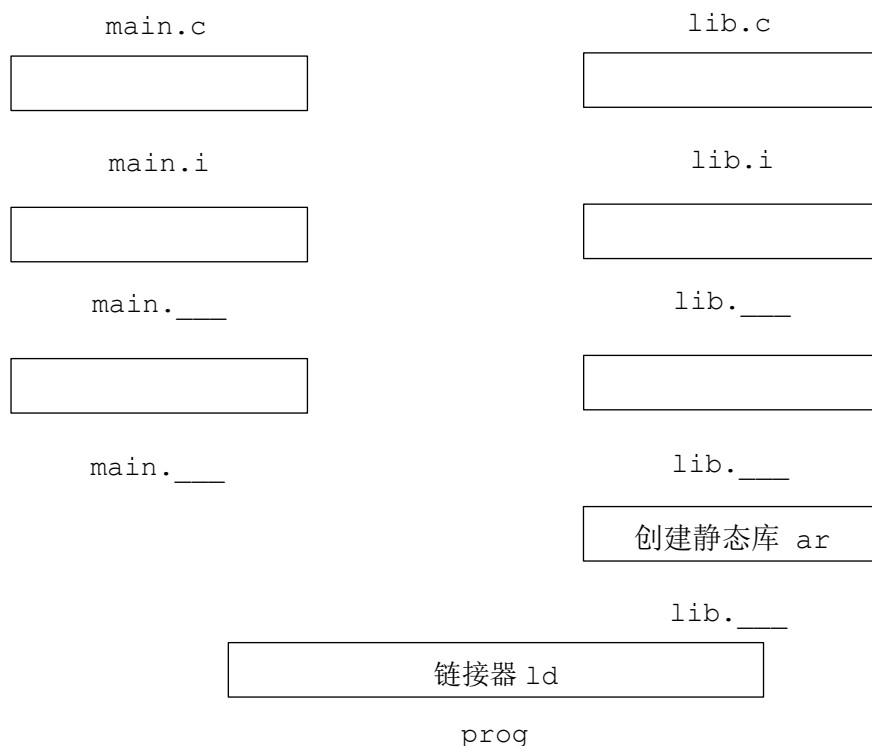 main.c lib.c
main.i lib.i
main.___ lib.___
main.___ lib.___
创建静态库 ar
lib.___
链接器 ld
prog